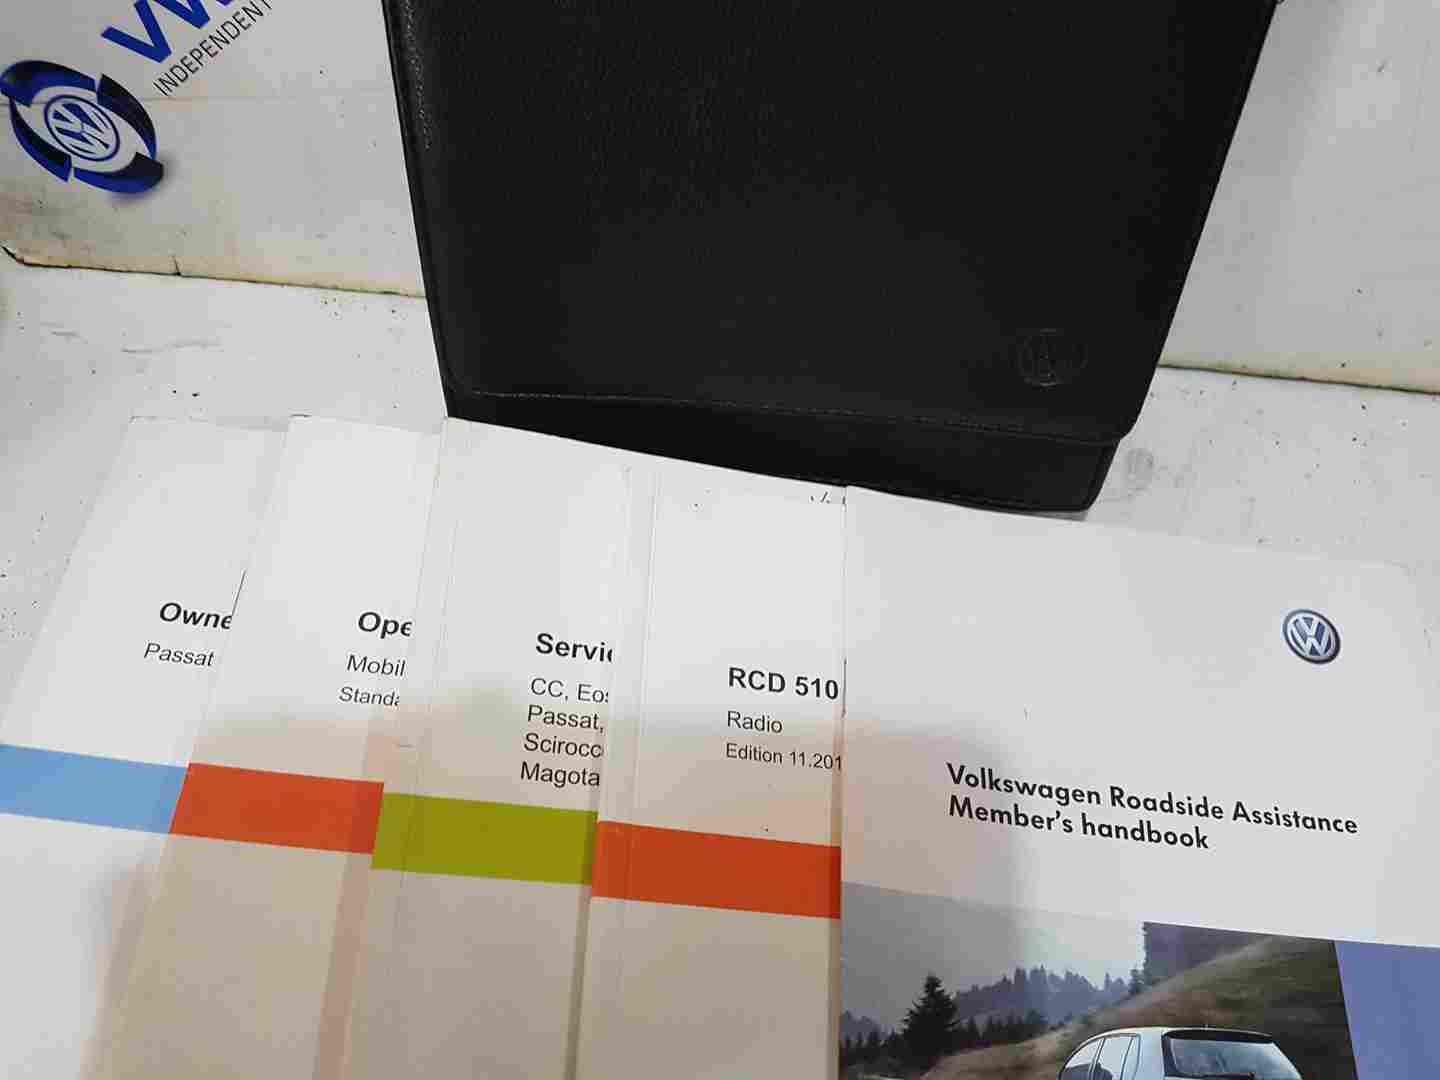 INDEPENDENT
Owne
Passat
Ope
Mobil
Standa
Servic
CC, Eos
Passat,
Scirocc
Magota
RCD 510
Radio
Edition 11.201
Volkswagen Roadside Assistance
Member's handbook